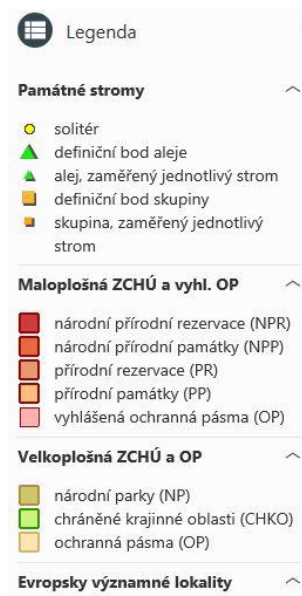 Legenda
Památné stromy
solitér
definiční bod aleje
alej, zaměřený jednotlivý strom
definiční bod skupiny
skupina, zaměřený jednotlivý
strom
Maloplošná ZCHÚ a vyhl. OP
národní přírodní rezervace (NPR)
národní přírodní památky (NPP)
přírodní rezervace (PR)
přírodní památky (PP)
vyhlášená ochranná pásma (OP)
Velkoplošná ZCHÚ a OP
národní parky (NP)
chráněné krajinné oblasti (CHKO)
ochranná pásma (OP)
Evropsky významné lokality